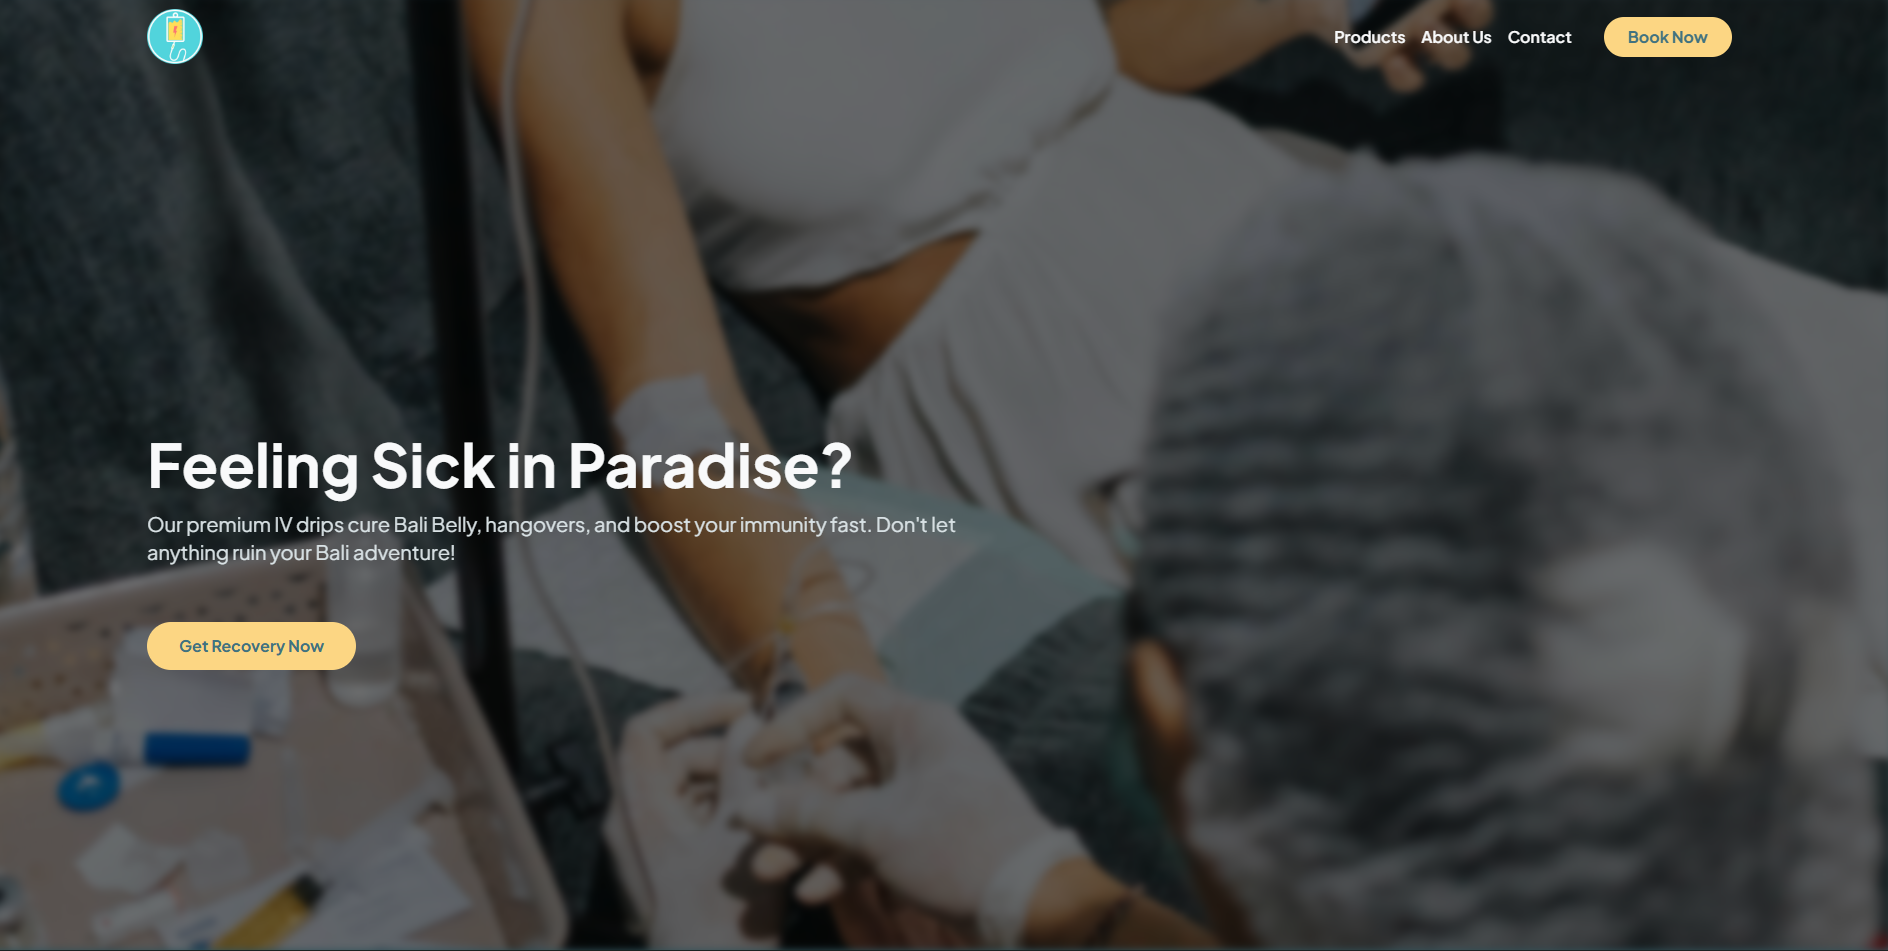 Products About Us Contact Book Now
Feeling Sick in Paradise?
Our premium IV drips cure Bali Belly, hangovers, and boost your immunity fast. Don't let
anything ruin your Bali adventure!
Get Recovery Now